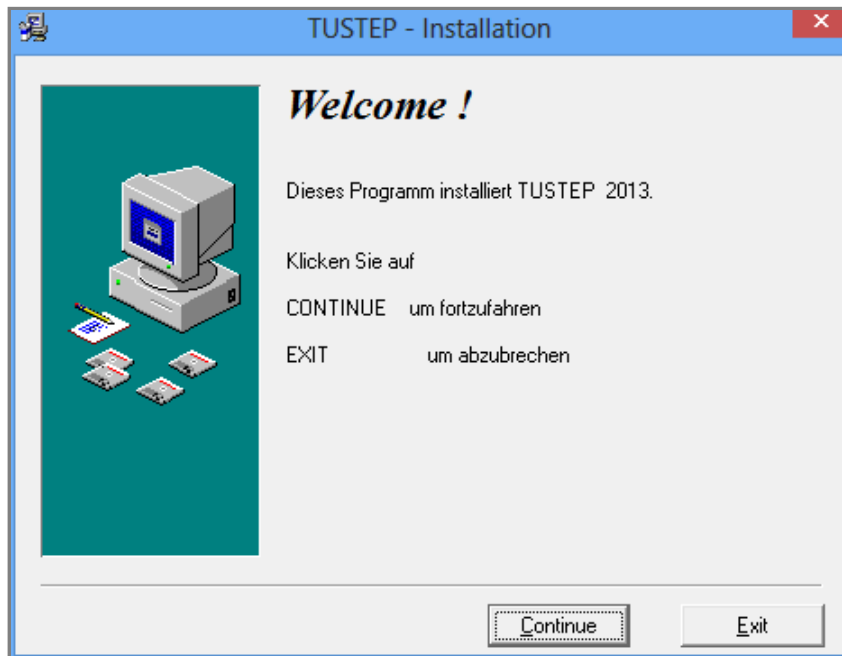 TUSTEP - Installation
Welcome !
Dieses Programm installiert TUSTEP 2013.
Klicken Sie auf
CONTINUE um fortzufahren
EXIT um abzubrechen
Continue Exit